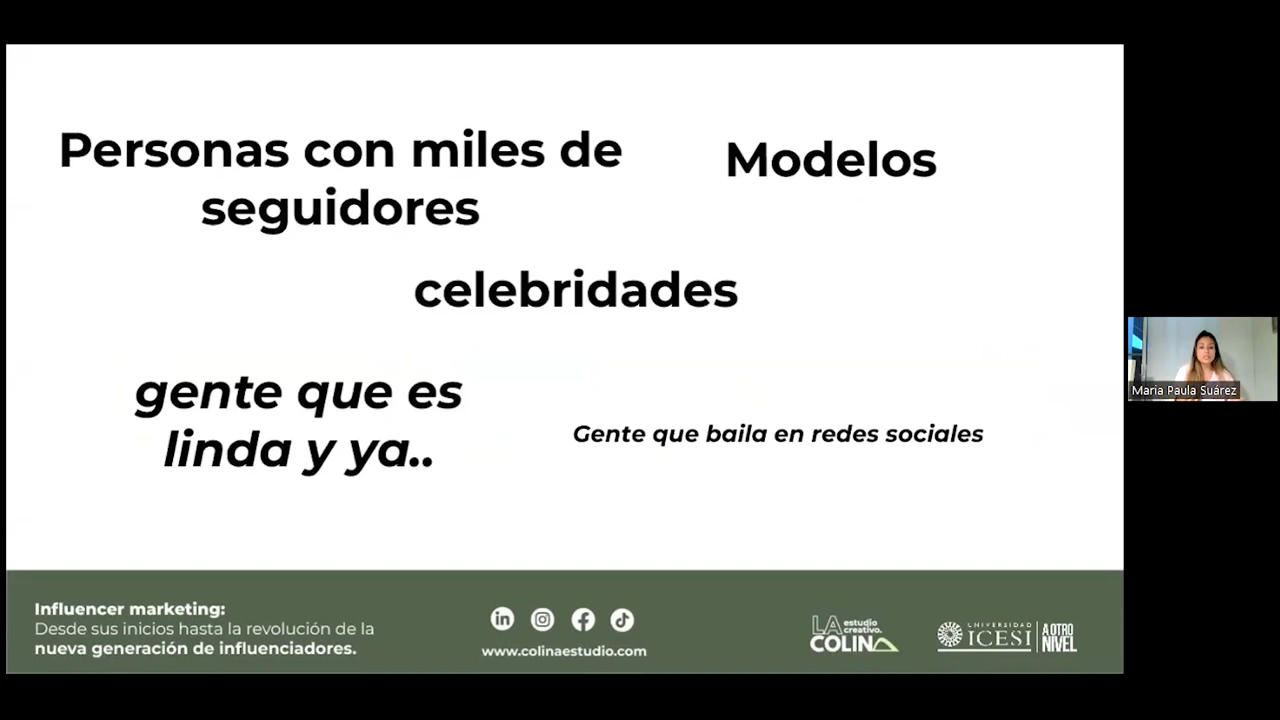 Personas con miles de
seguidores
Modelos
celebridades
gente que es
linda y ya..
Gente que baila en redes sociales
Maria Paula Suárez
Influencer marketing:
Desde sus inicios hasta la revolución de la
nueva generación de influenciadores.
in
www.colinaestudio.com
LA estudio
creativo.
COLINA
UNIVERSIDAD
ICESI
A OTRO
NIVEL